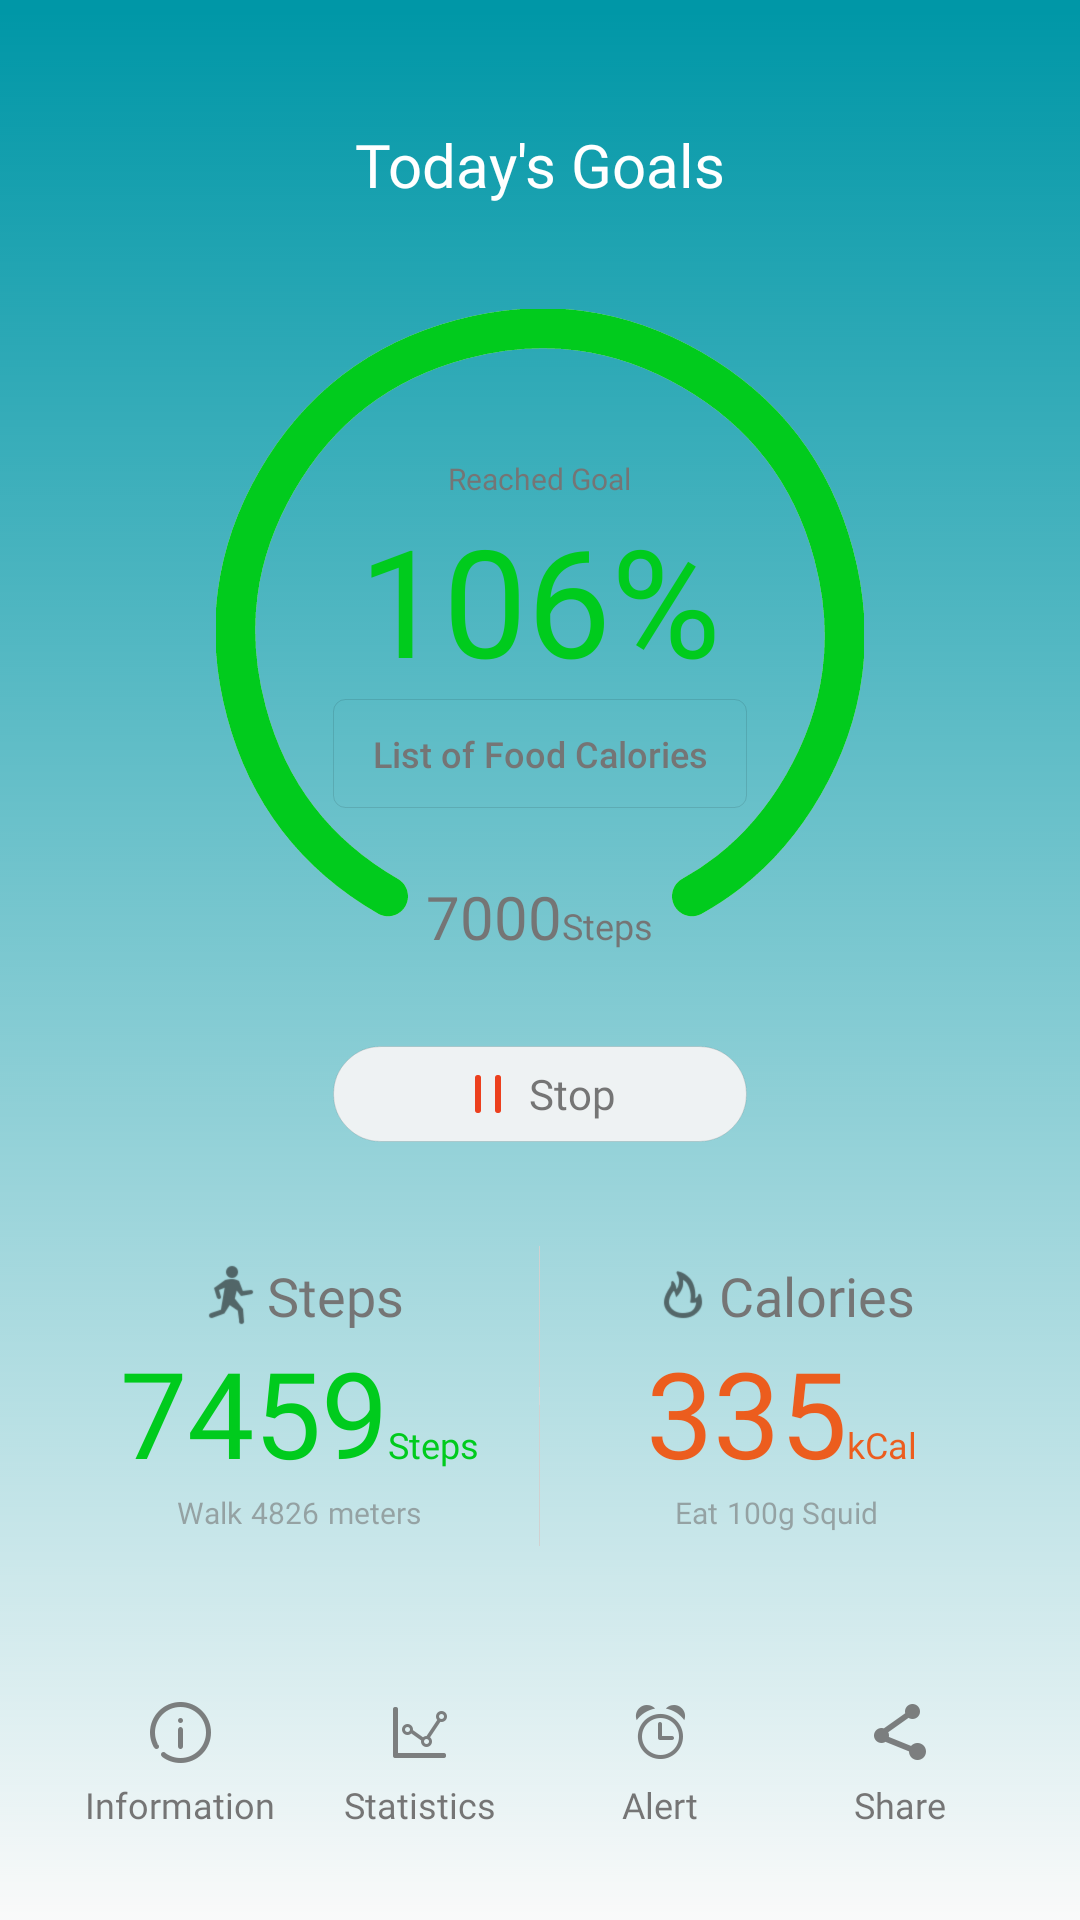 Today's Goals
Reached Goal
106%
List of Food Calories
7000Steps
Stop
Steps
Calories
7459Steps
335kCal
Walk 4826 meters
Eat 100g Squid
Information
Statistics
Alert
Share